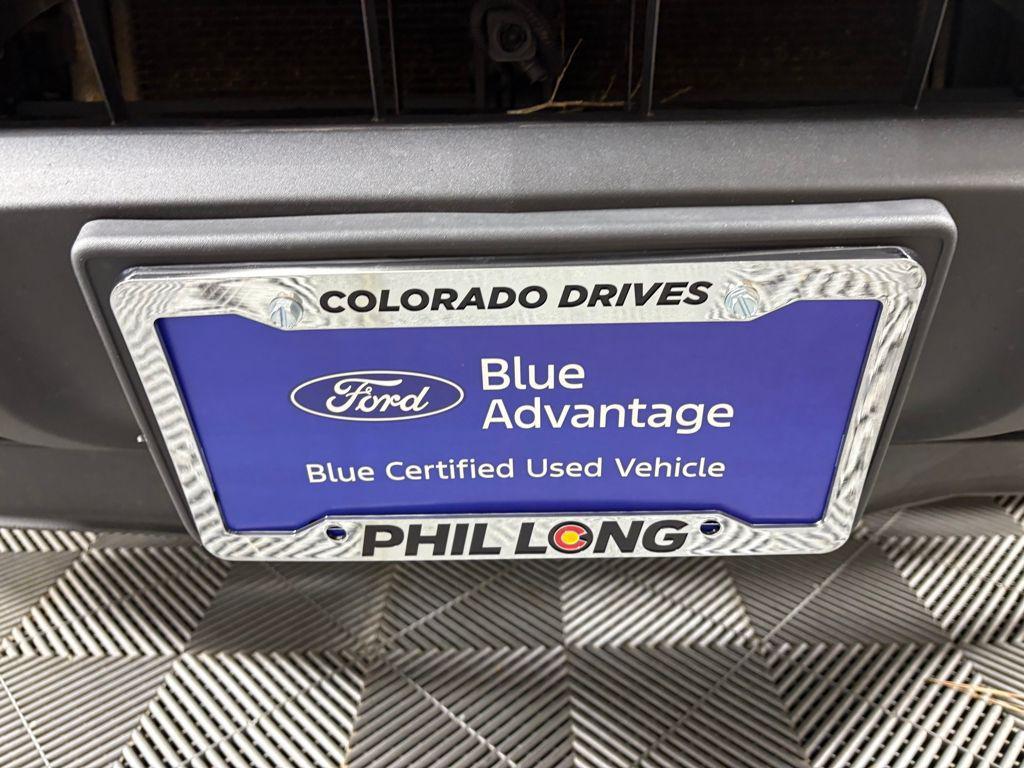 COLORADO DRIVES
Ford
Blue
Advantage
Blue Certified Used Vehicle
PHIL LONG